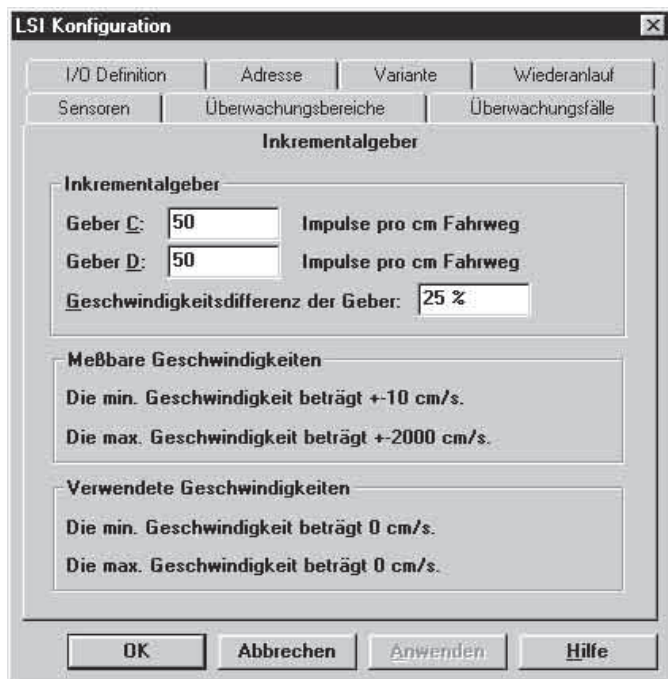 LSI Konfiguration
I/O Definition Adresse Variante Wiederanlauf
Sensoren Überwachungsbereiche Überwachungsfälle
Inkrementalgeber
Inkrementalgeber
Geber C: 50 Impulse pro cm Fahrweg
Geber D: 50 Impulse pro cm Fahrweg
Geschwindigkeitsdifferenz der Geber: 25 %
Meßbare Geschwindigkeiten
Die min. Geschwindigkeit beträgt +-10 cm/s.
Die max. Geschwindigkeit beträgt +-2000 cm/s.
Verwendete Geschwindigkeiten
Die min. Geschwindigkeit beträgt 0 cm/s.
Die max. Geschwindigkeit beträgt 0 cm/s.
OK Abbrechen Anwenden Hilfe